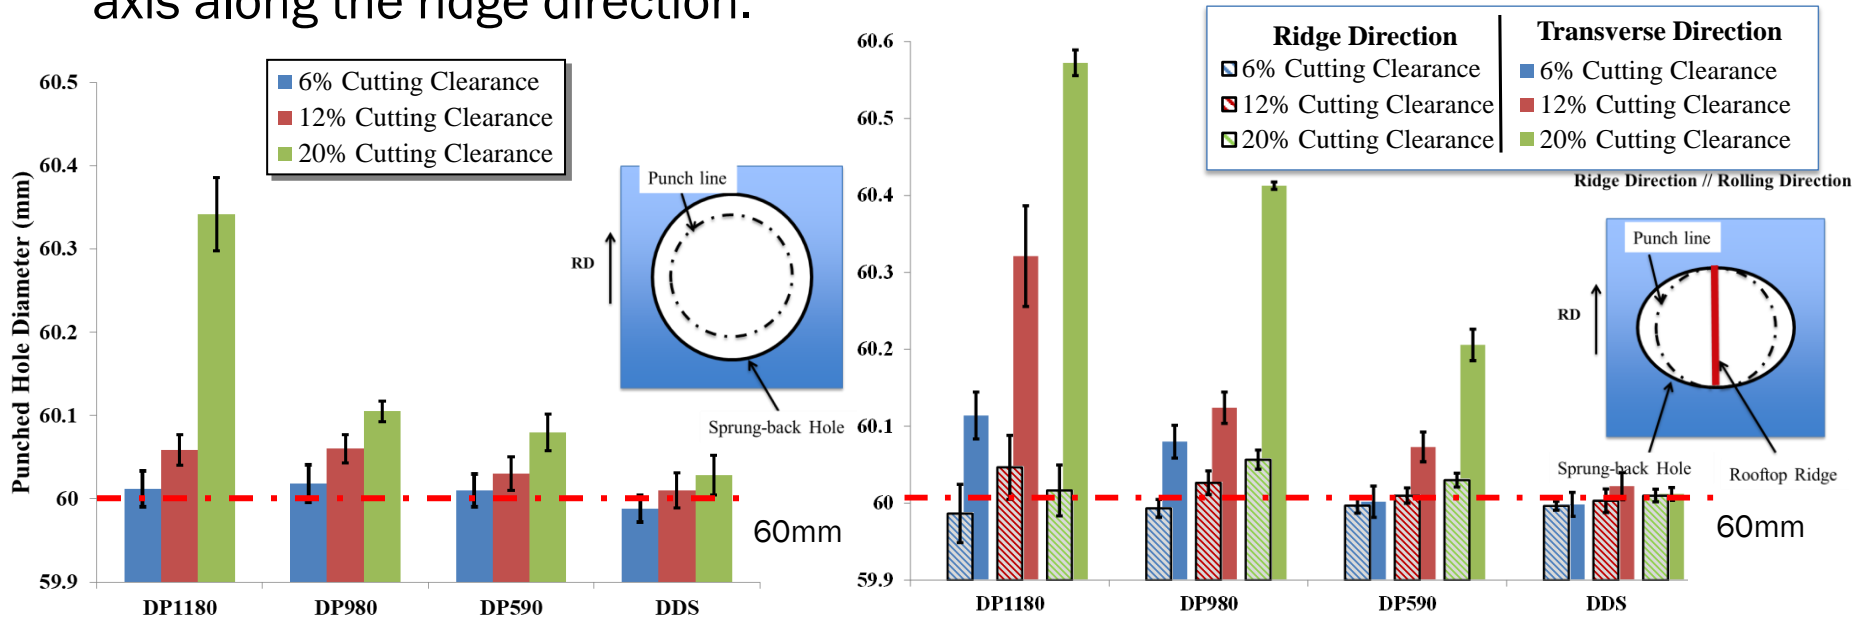 axis along the ridge direction.
Punched Hole Diameter (mm)
60.5
60.4
60.3
60.2
60.1
60
59.9
6% Cutting Clearance
12% Cutting Clearance
20% Cutting Clearance
RD
Punch line
Sprung-back Hole
60mm
DP1180
DP980
DP590
DDS
60.6
60.5
60.4
60.3
60.2
60.1
60
59.9
Ridge Direction
6% Cutting Clearance
12% Cutting Clearance
20% Cutting Clearance
Transverse Direction
6% Cutting Clearance
12% Cutting Clearance
20% Cutting Clearance
Ridge Direction // Rolling Direction
Punch line
RD
Sprung-back Hole
Rooftop Ridge
60mm
DP1180
DP980
DP590
DDS